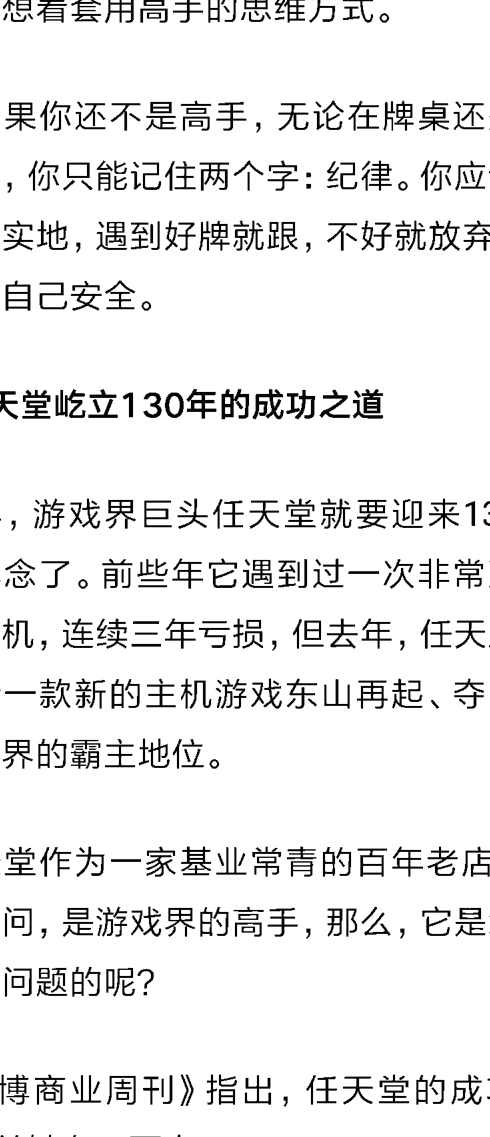 想着套用高手的思维方式。
果你还不是高手，无论在牌桌还
，你只能记住两个字：纪律。你应
实地，遇到好牌就跟，不好就放弃
自己安全。
天堂屹立130年的成功之道
，游戏界巨头任天堂就要迎来13
念了。前些年它遇到过一次非常
机，连续三年亏损，但去年，任天
一款新的主机游戏东山再起、夺
界的霸主地位。
堂作为一家基业常青的百年老店
问，是游戏界的高手，那么，它是
问题的呢？
博商业周刊》指出，任天堂的成